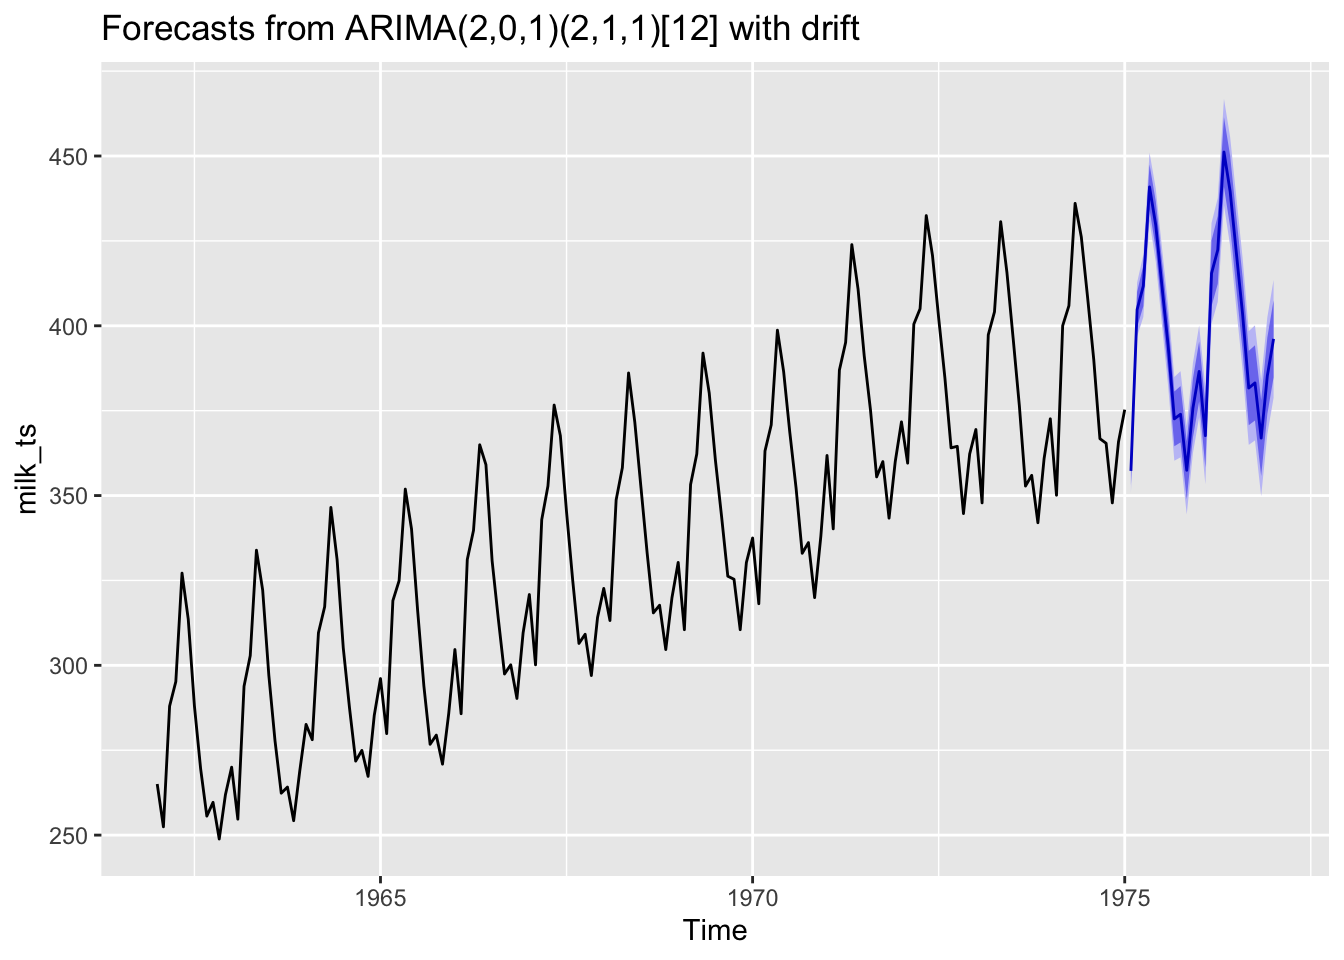 Forecasts from ARIMA(2,0,1)(2,1,1)[12] with drift
450
400
350
300
250
milk_ts
1965 1970 1975
Time